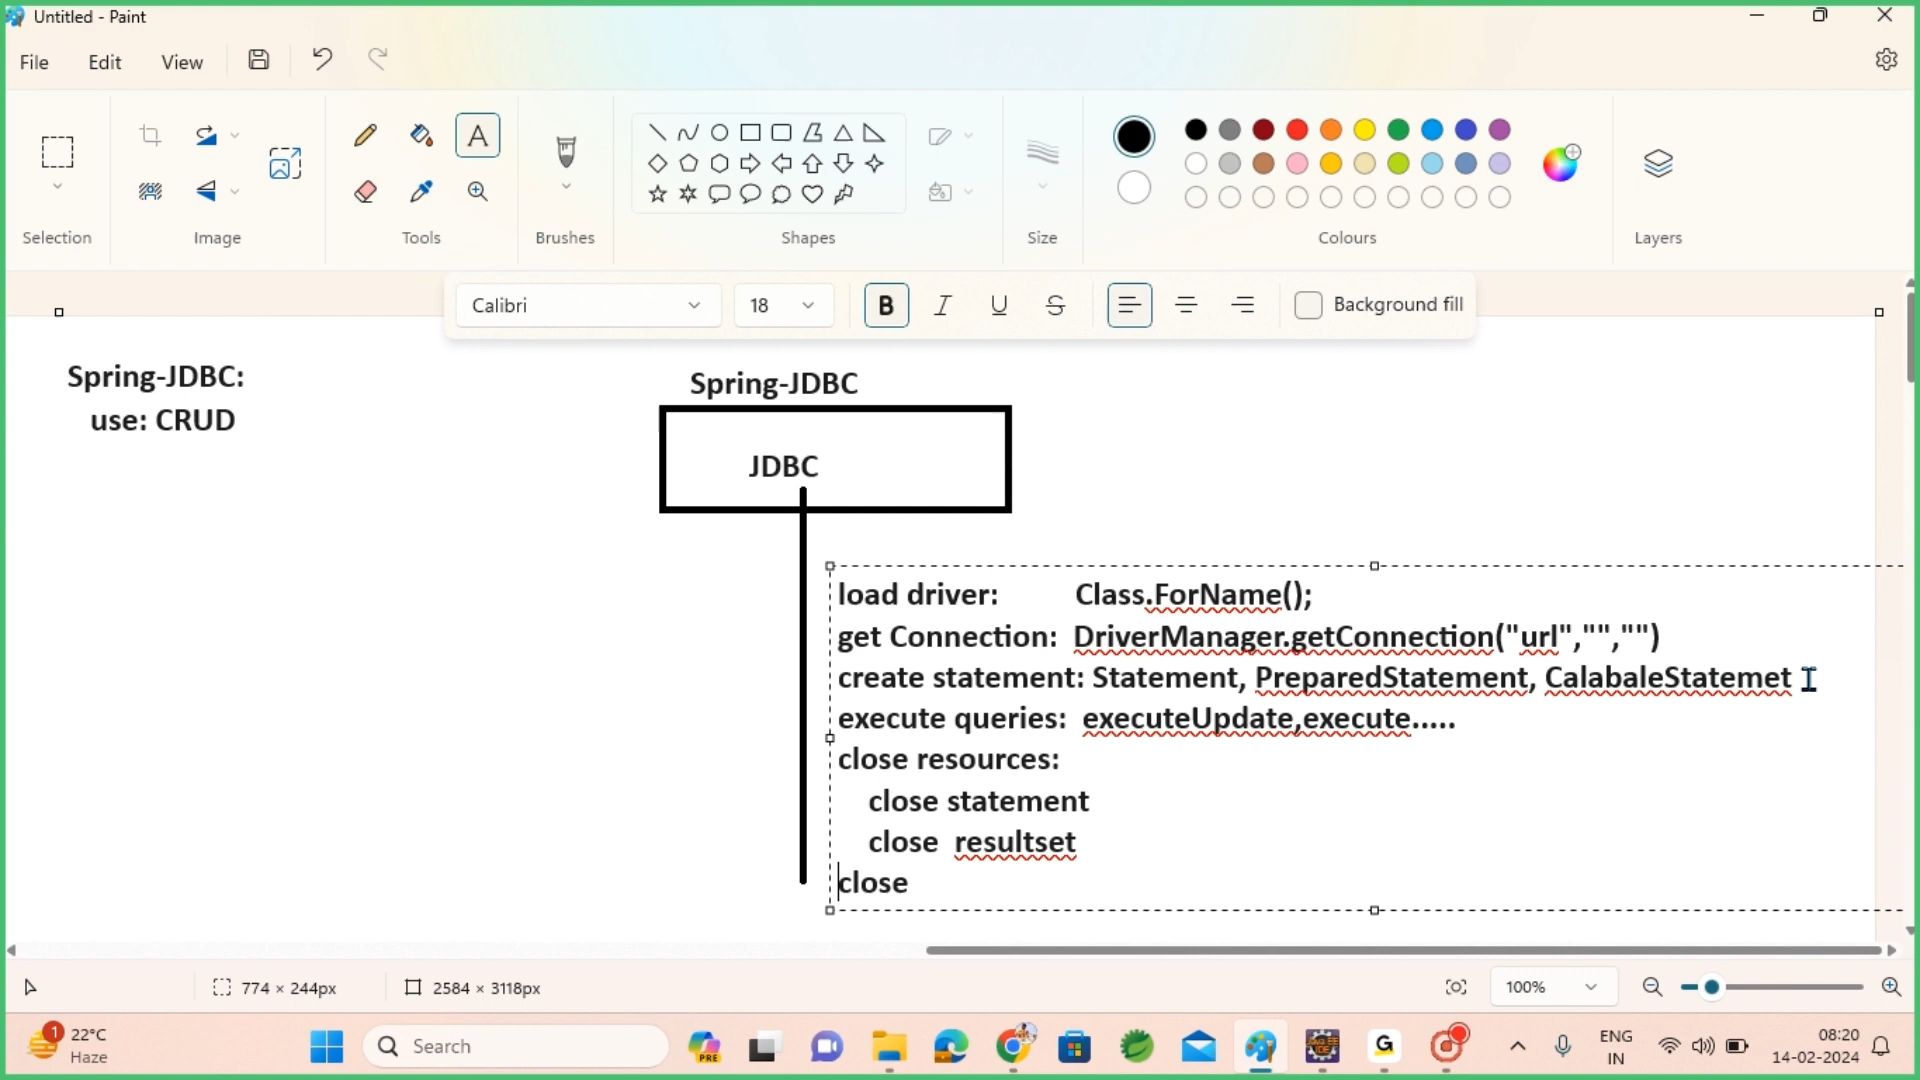 Untitled - Paint
File Edit View
Selection Image Tools Brushes Shapes Size Colours Layers
Calibri 18 B I U S Background fill
Spring-JDBC:
use: CRUD
Spring-JDBC
JDBC
load driver: Class.ForName();
get Connection: DriverManager.getConnection("url","","")
create statement: Statement, PreparedStatement, CalabaleStatemet
execute queries: executeUpdate,execute.....
close resources:
close statement
close resultset
close
774 × 244px 2584 × 3118px 100%
1 22°C
Haze
Search
PRE
G
ENG
IN
08:20
14-02-2024